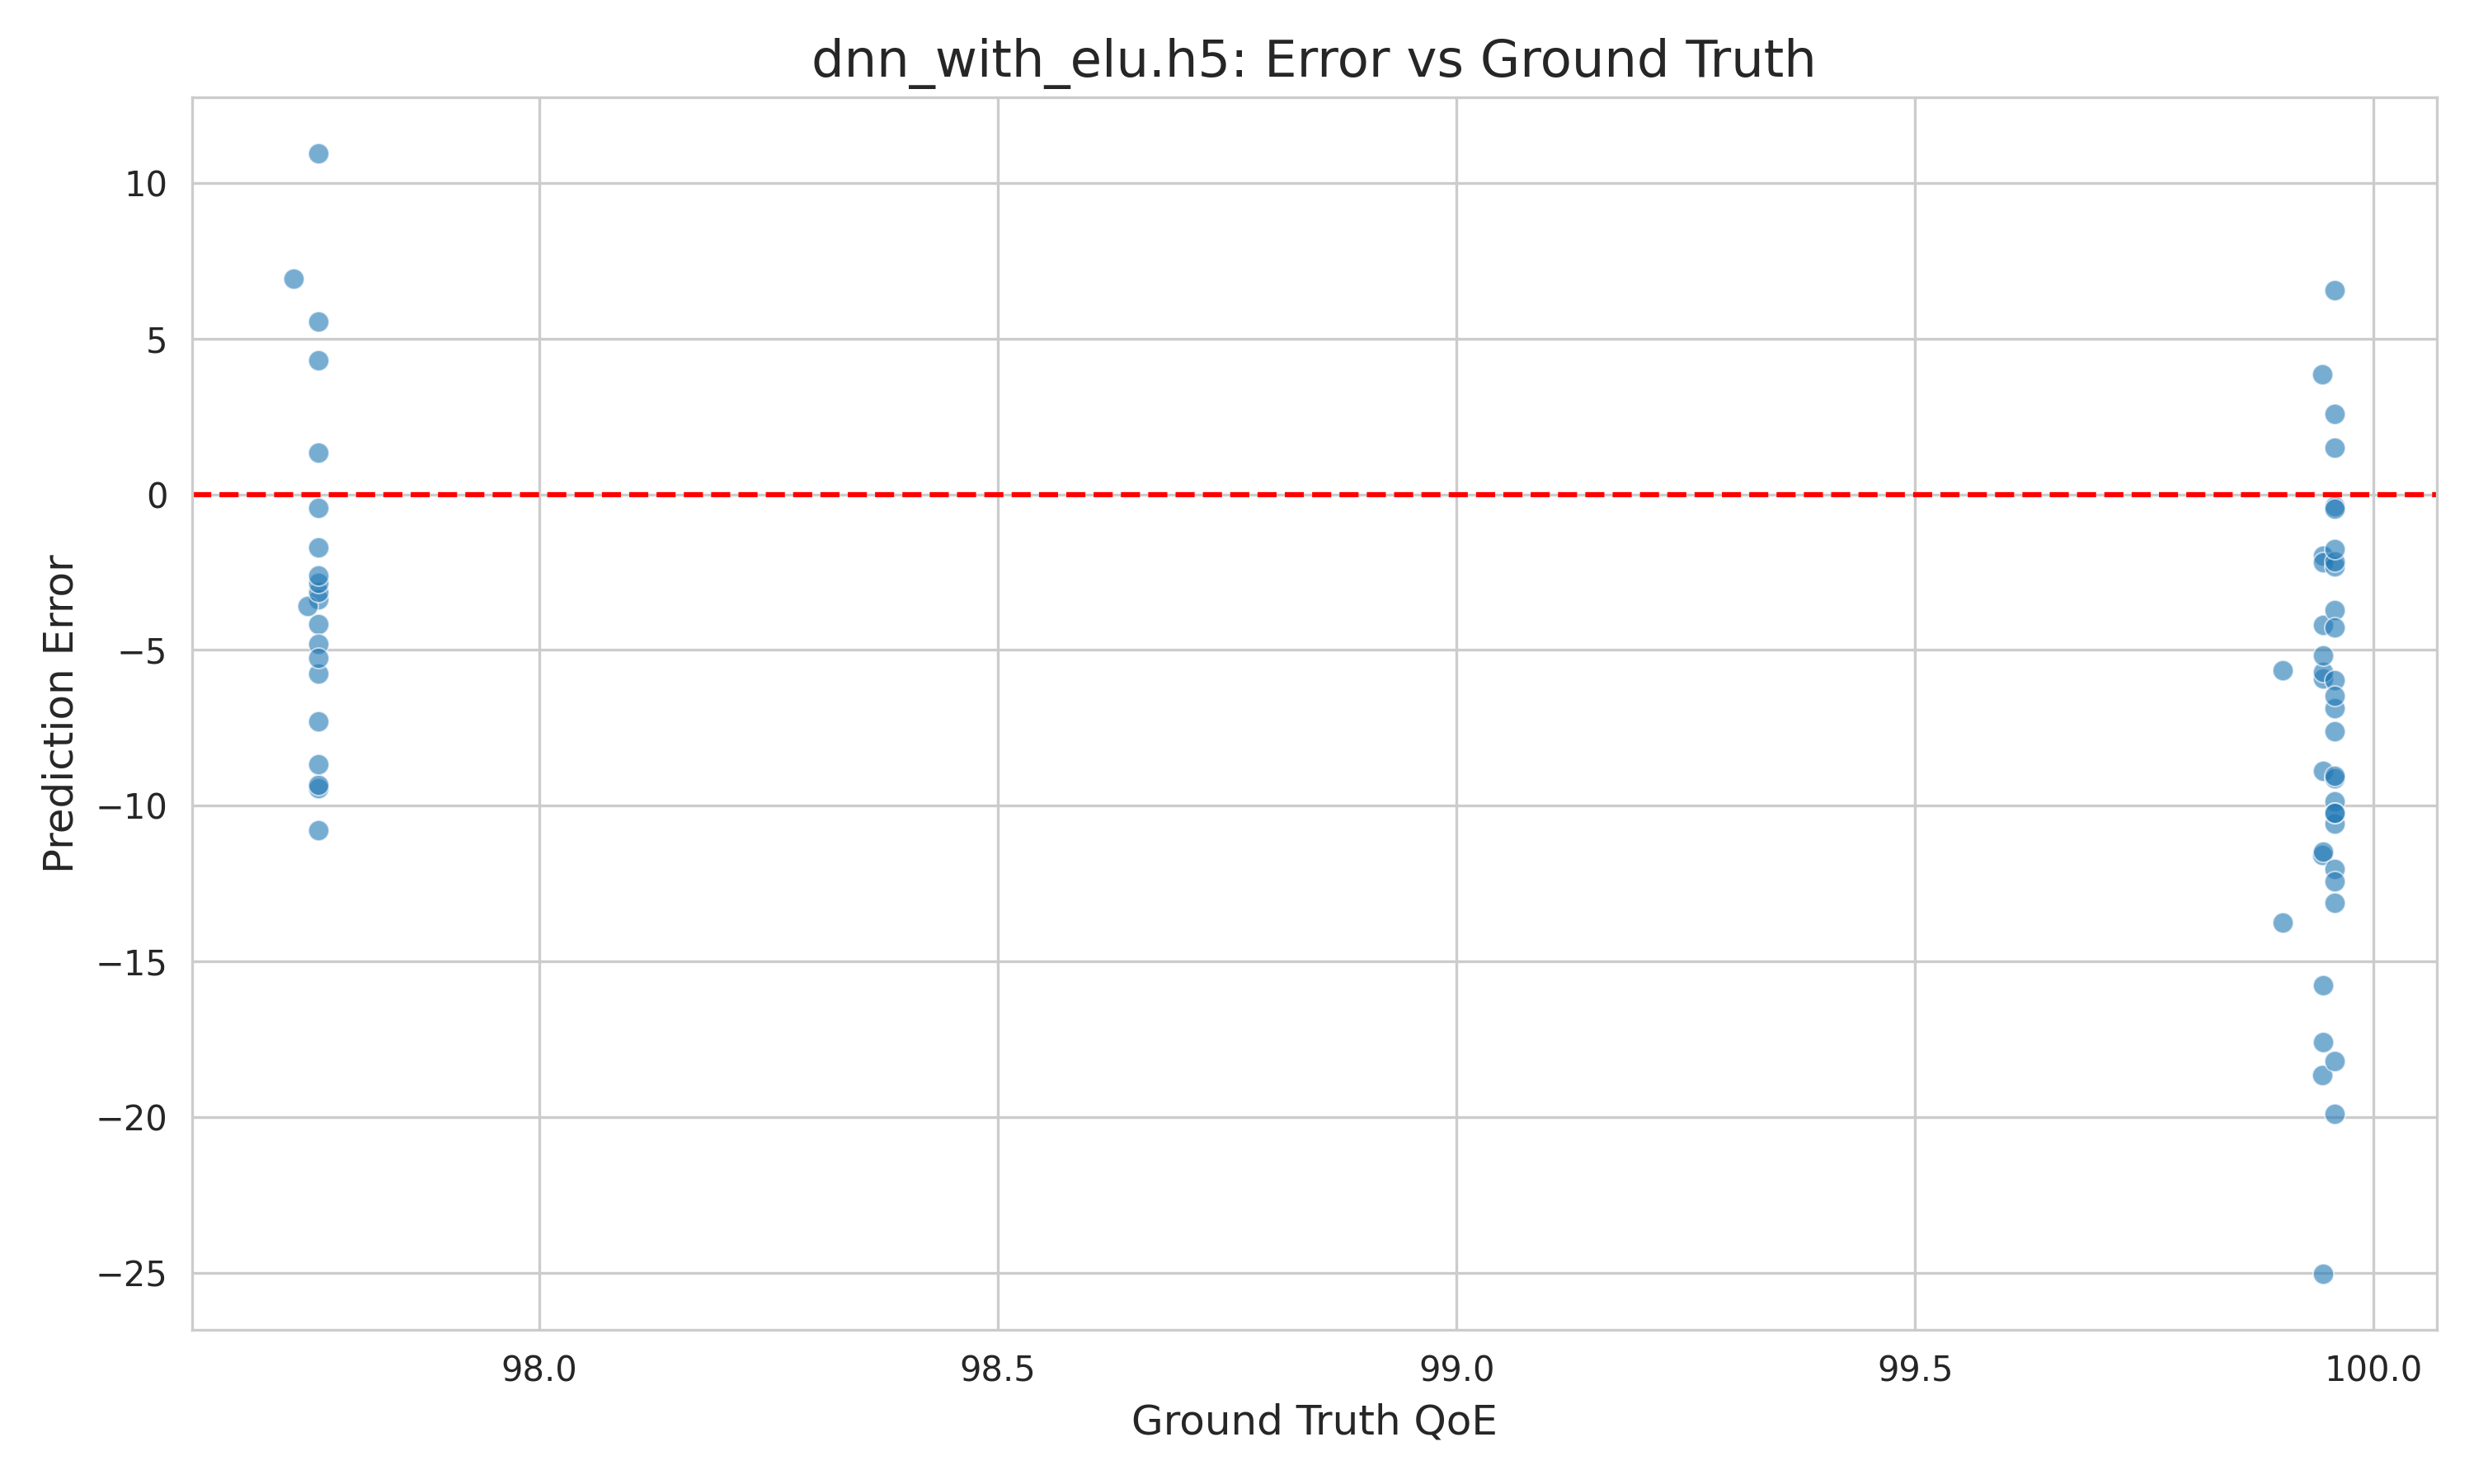 dnn_with_elu.h5: Error vs Ground Truth
10
5
0
−5
−10
−15
−20
−25
Prediction Error
98.0 98.5 99.0 99.5 100.0
Ground Truth QoE